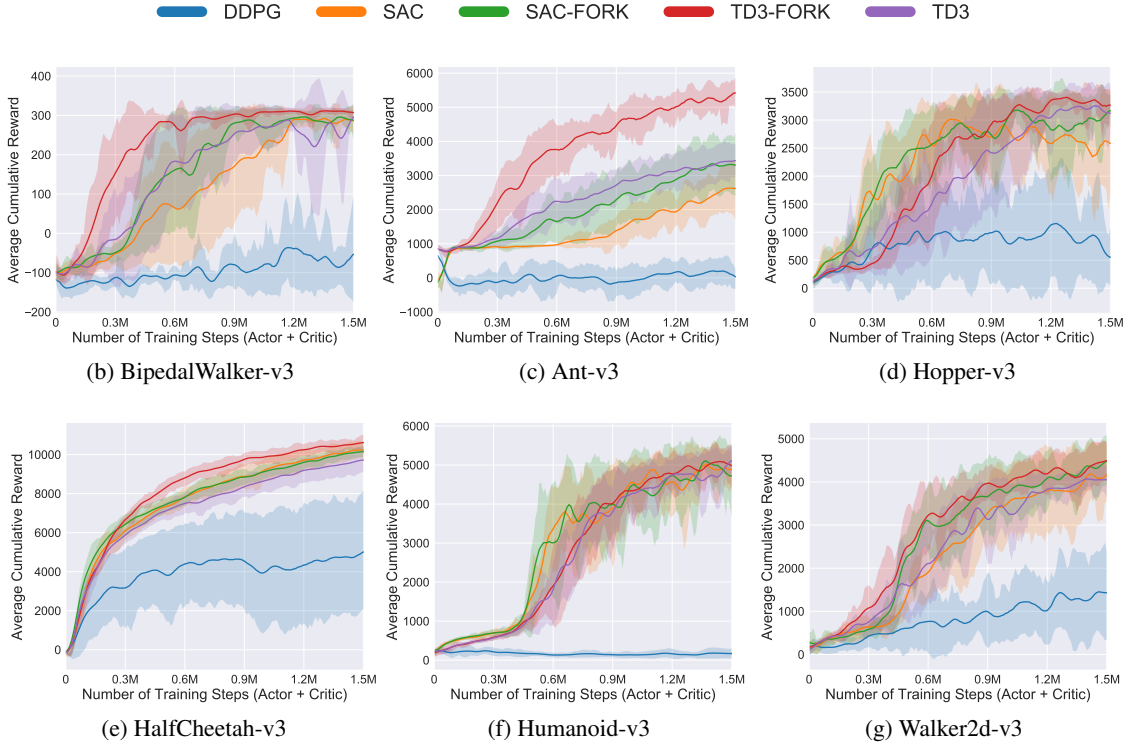 DDPG SAC SAC-FORK TD3-FORK TD3
Average Cumulative Reward
400
300
200
100
0
−100
−200
0 0.3M 0.6M 0.9M 1.2M 1.5M
Number of Training Steps (Actor + Critic)
(b) BipedalWalker-v3
Average Cumulative Reward
6000
5000
4000
3000
2000
1000
0
−1000
0 0.3M 0.6M 0.9M 1.2M 1.5M
Number of Training Steps (Actor + Critic)
(c) Ant-v3
Average Cumulative Reward
3500
3000
2500
2000
1500
1000
500
0
0 0.3M 0.6M 0.9M 1.2M 1.5M
Number of Training Steps (Actor + Critic)
(d) Hopper-v3
Average Cumulative Reward
10000
8000
6000
4000
2000
0
0 0.3M 0.6M 0.9M 1.2M 1.5M
Number of Training Steps (Actor + Critic)
(e) HalfCheetah-v3
Average Cumulative Reward
6000
5000
4000
3000
2000
1000
0
0 0.3M 0.6M 0.9M 1.2M 1.5M
Number of Training Steps (Actor + Critic)
(f) Humanoid-v3
Average Cumulative Reward
5000
4000
3000
2000
1000
0
0 0.3M 0.6M 0.9M 1.2M 1.5M
Number of Training Steps (Actor + Critic)
(g) Walker2d-v3